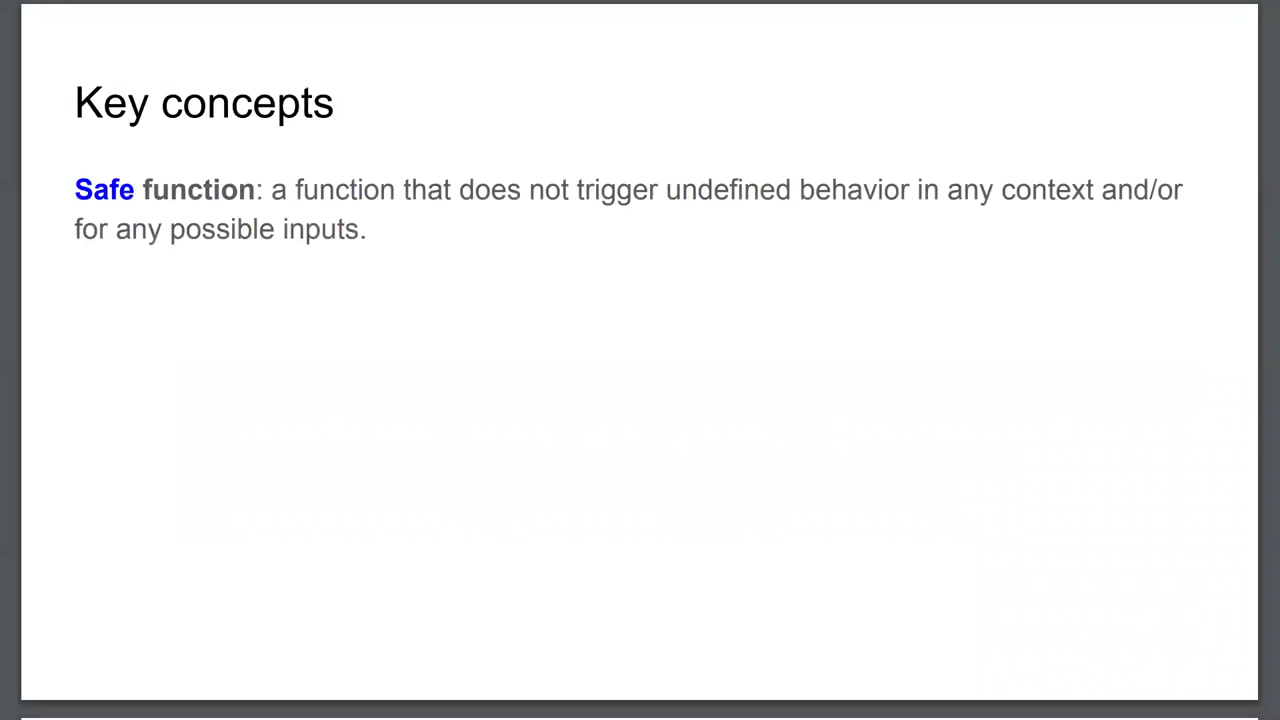 Key concepts
Safe function: a function that does not trigger undefined behavior in any context and/or
for any possible inputs.